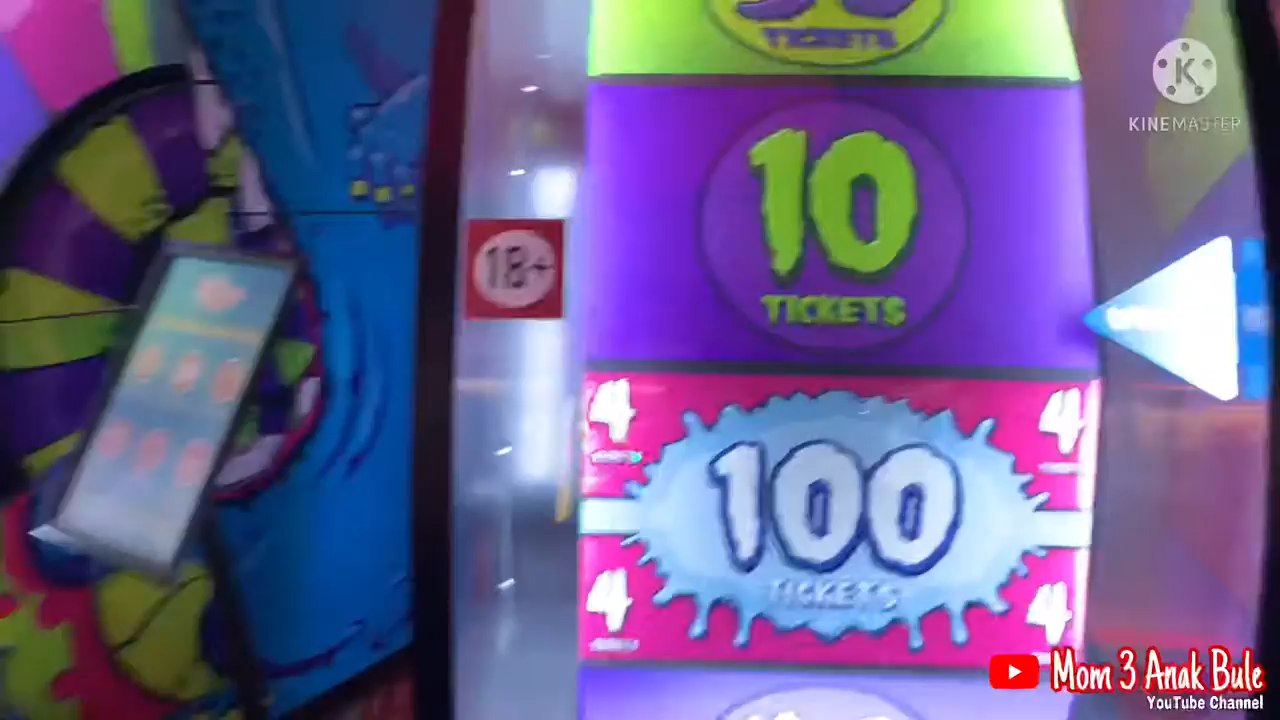 TICKETS
K
KINEMASTER
10
TICKETS
18+
4
4
100
TICKETS
4
4
Mom 3 Anak Bule
YouTube Channel